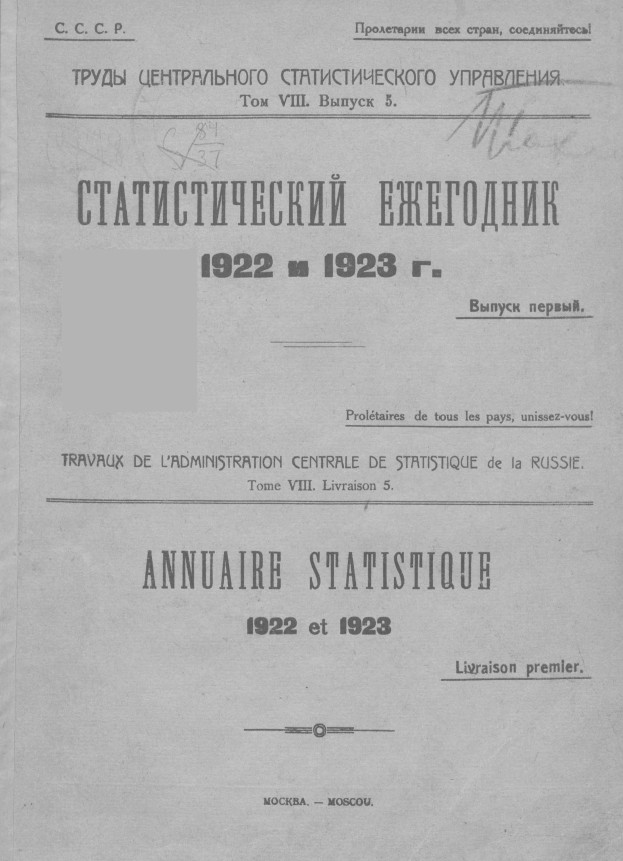 С. С. С. Р.
Пролетарии всех стран, соединяйтесь!
ТРУДЫ ЦЕНТРАЛЬНОГО СТАТИСТИЧЕСКОГО УПРАВЛЕНИЯ
Том VIII. Выпуск 5.
84
37
СТАТИСТИЧЕСКИЙ ЕЖЕГОДНИК
1922 и 1923 г.
Выпуск первый.
Prolétaires de tous les pays, unissez-vous!
TRAVAUX DE L'ADMINISTRATION CENTRALE DE STATISTIQUE de la RUSSIE.
Tome VIII. Livraison 5.
ANNUAIRE STATISTIQUE
1922 et 1923
Livraison premier.
МОСКВА. — MOSCOU.